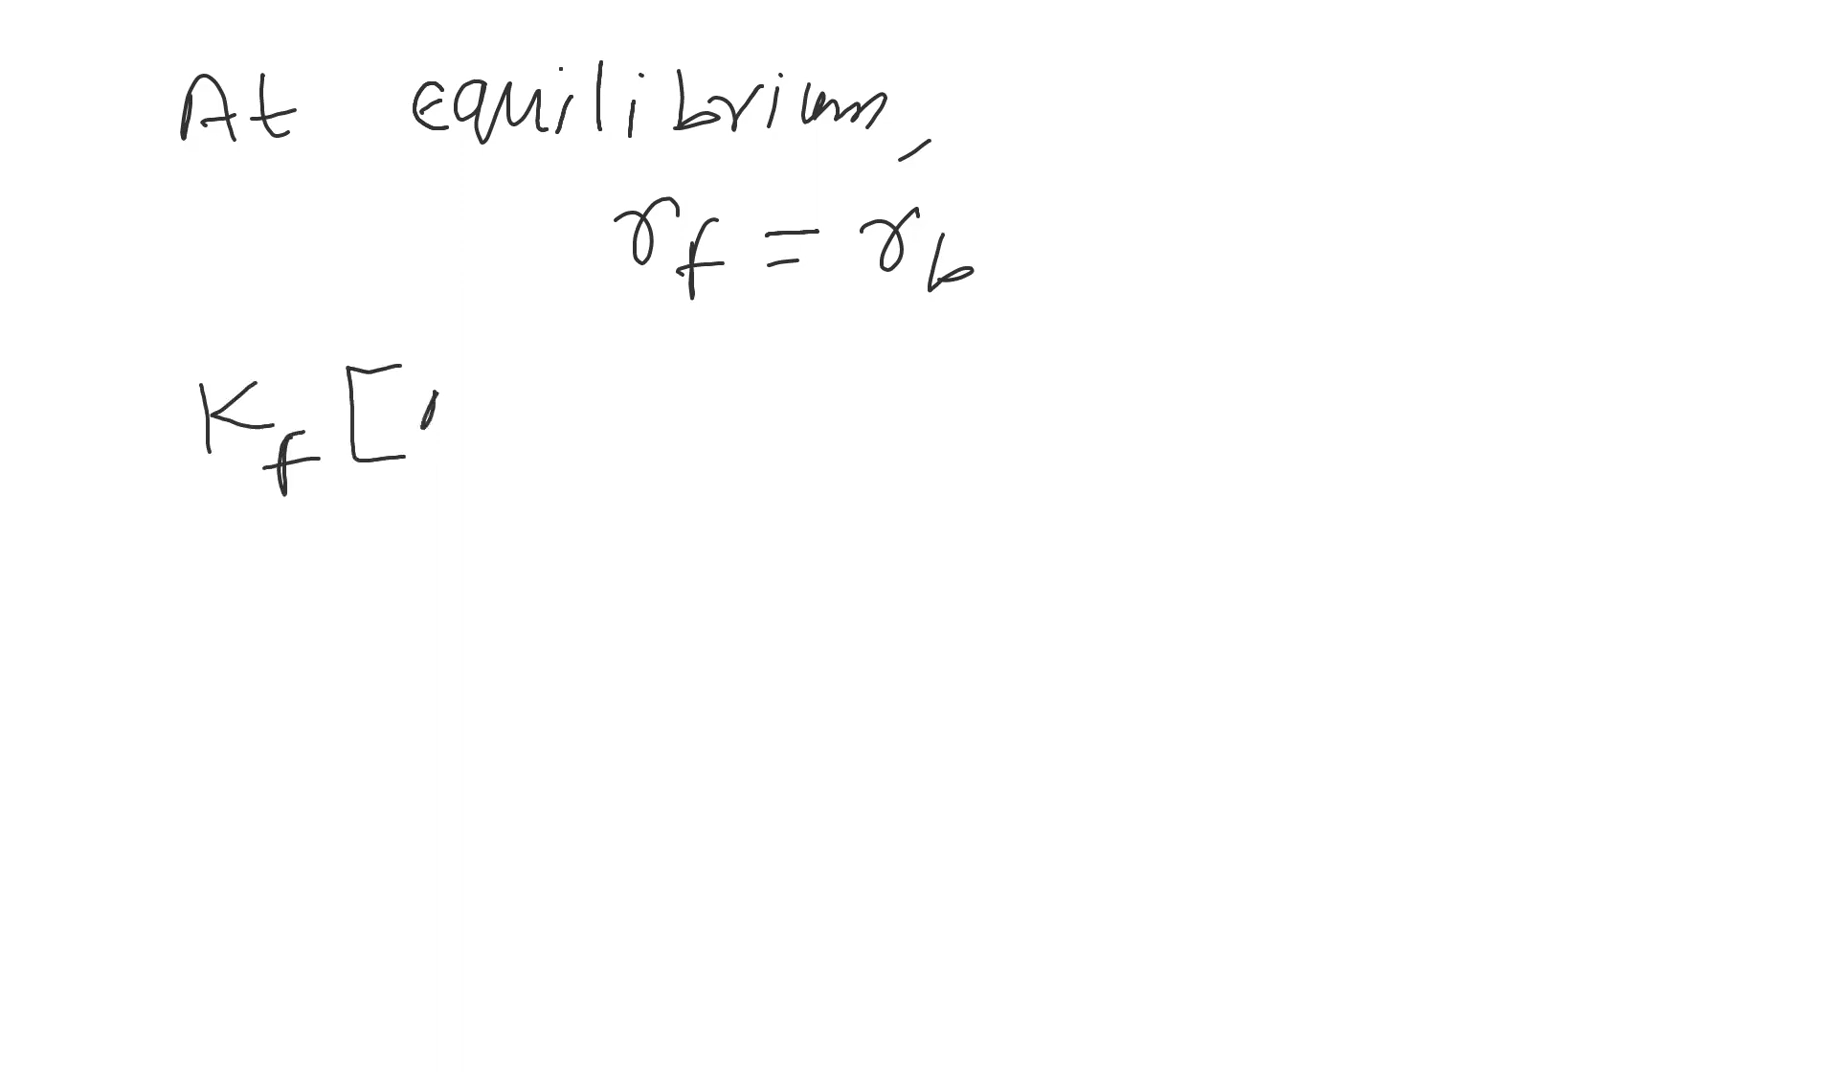 At equilibrium,
r_f = r_b
K_f [